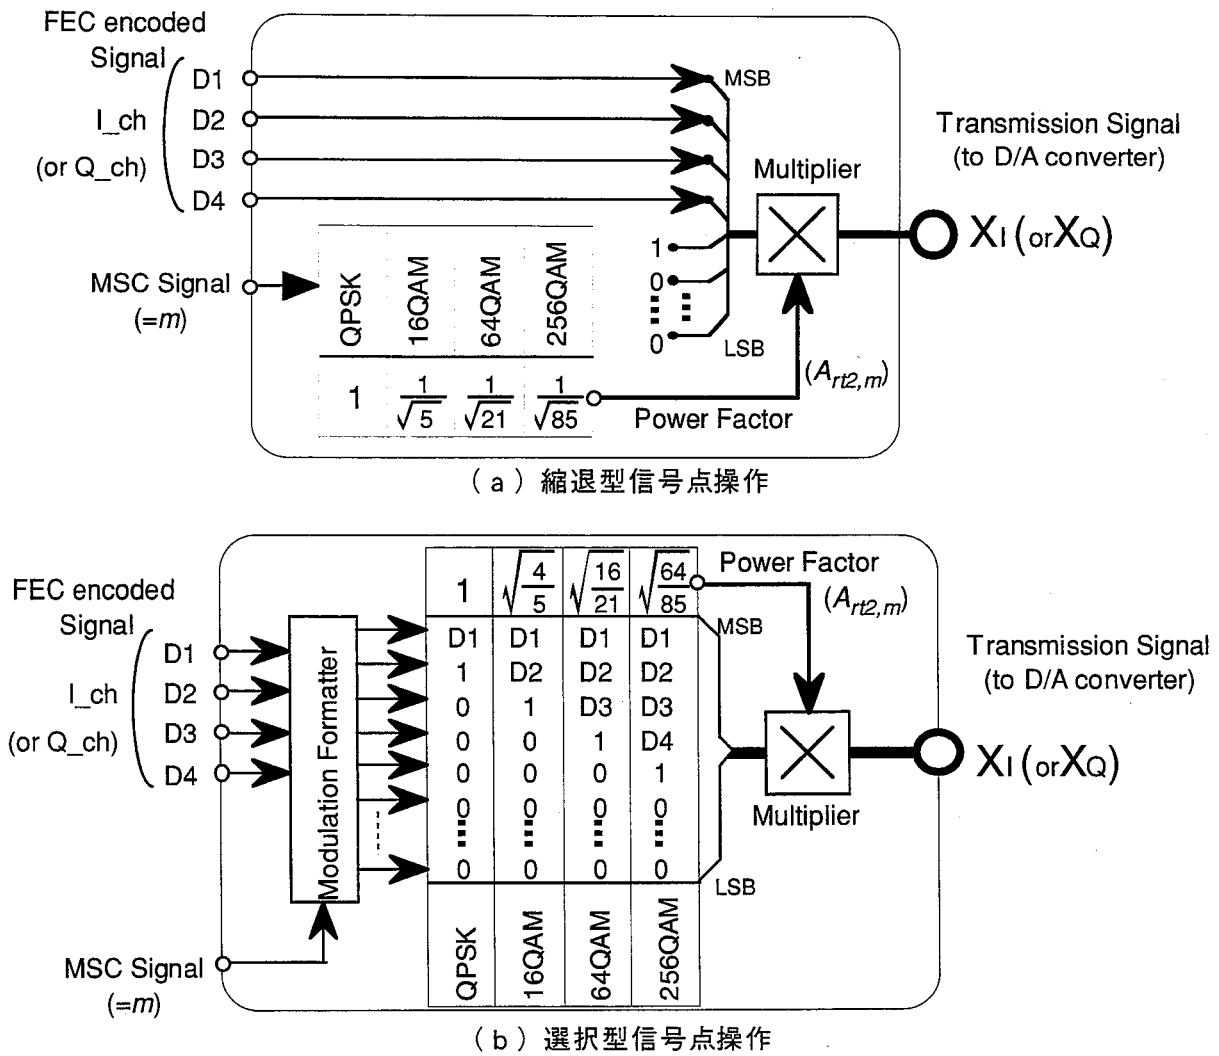 FEC encoded
Signal
D1
I_ch
D2
(or Q_ch)
D3
D4
MSC Signal
(=m)
QPSK
16QAM
64QAM
256QAM
1
1/√5
1/√21
1/√85
MSB
1
0
0
LSB
Multiplier
(Art2,m)
Power Factor
Transmission Signal
(to D/A converter)
XI (or XQ)
(a) 縮退型信号点操作
FEC encoded
Signal
D1
I_ch
D2
(or Q_ch)
D3
D4
MSC Signal
(=m)
Modulation Formatter
1 √4/5 √16/21 √64/85
D1 D1 D1 D1
1 D2 D2 D2
0 1 D3 D3
0 0 1 D4
0 0 0 1
0 0 0 0
0 0 0 0
QPSK
16QAM
64QAM
256QAM
Power Factor
(Art2,m)
MSB
LSB
Multiplier
Transmission Signal
(to D/A converter)
XI (or XQ)
(b) 選択型信号点操作